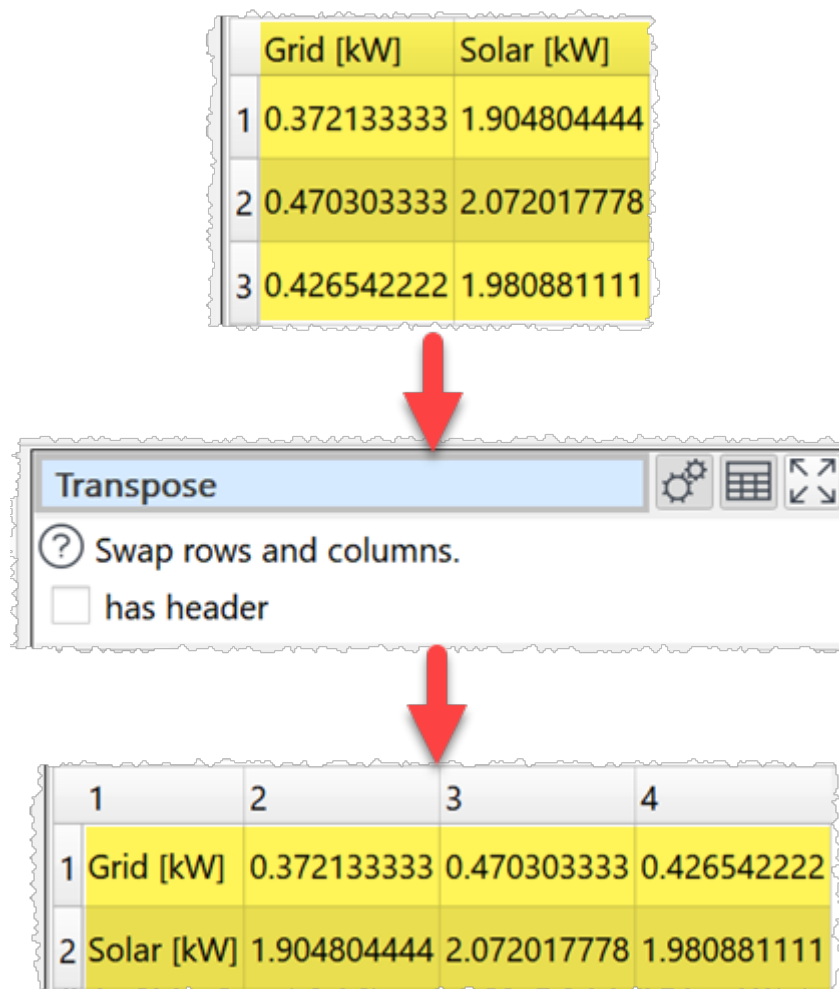 Grid [kW] Solar [kW]
1 0.372133333 1.904804444
2 0.470303333 2.072017778
3 0.426542222 1.980881111
Transpose
? Swap rows and columns.
has header
1 2 3 4
1 Grid [kW] 0.372133333 0.470303333 0.426542222
2 Solar [kW] 1.904804444 2.072017778 1.980881111